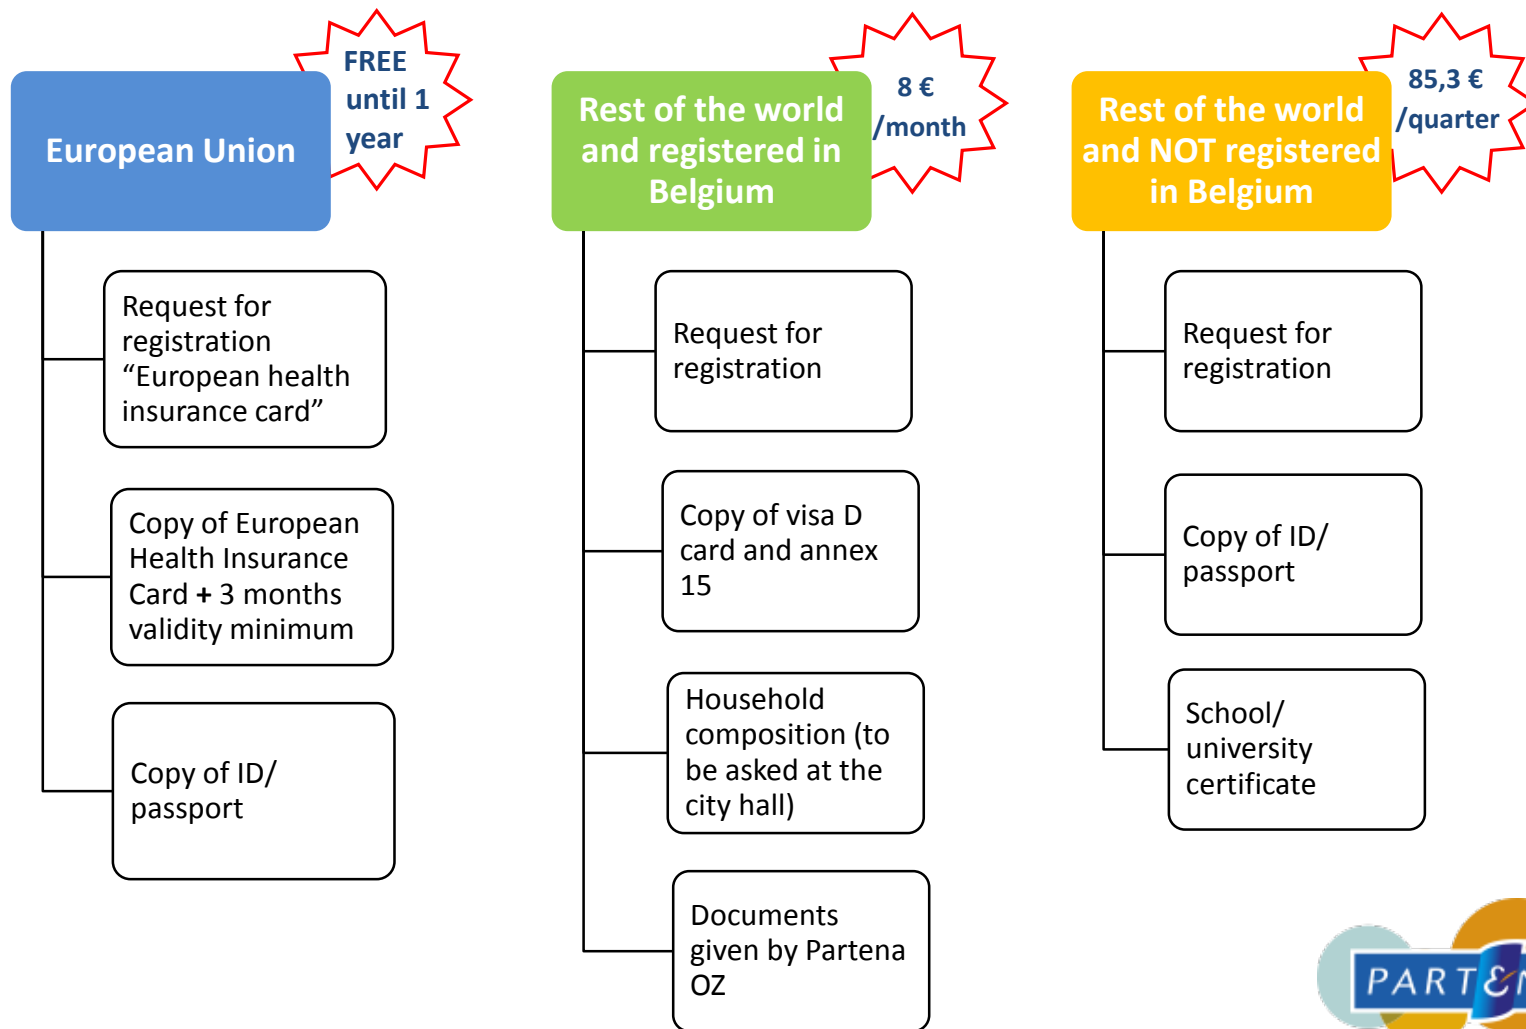 European Union
FREE
until 1
year
Request for
registration
“European health
insurance card”
Copy of European
Health Insurance
Card + 3 months
validity minimum
Copy of ID/
passport
Rest of the world
and registered in
Belgium
8 €
/month
Request for
registration
Copy of visa D
card and annex
15
Household
composition (to
be asked at the
city hall)
Documents
given by Partena
OZ
Rest of the world
and NOT registered
in Belgium
85,3 €
/quarter
Request for
registration
Copy of ID/
passport
School/
university
certificate